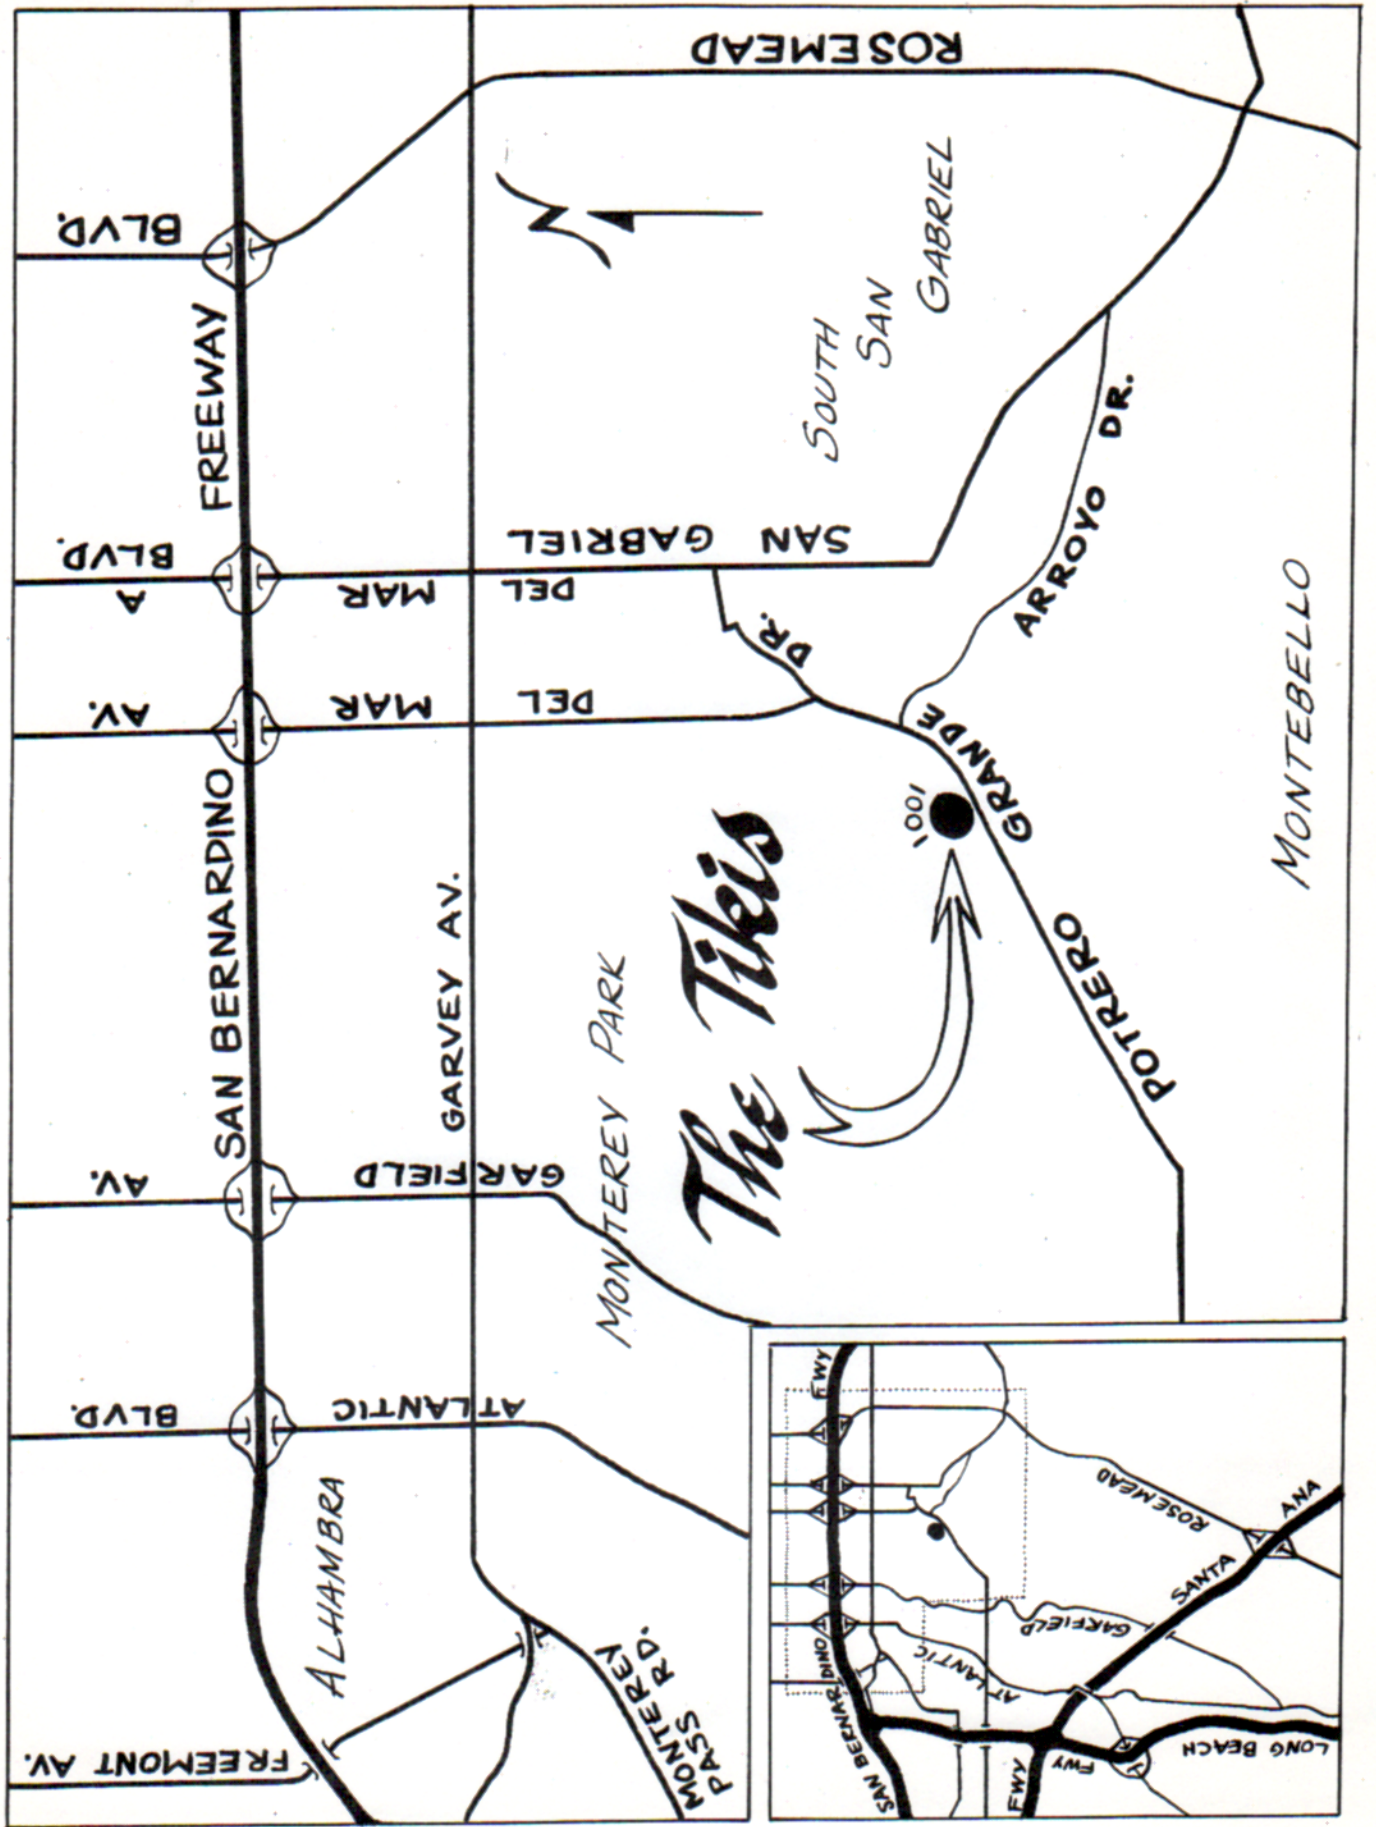 FREEMONT AV.
ATLANTIC BLVD.
GARFIELD AV.
DEL MAR AV.
DEL MAR A
SAN GABRIEL BLVD.
ROSEMEAD BLVD.
SAN BERNARDINO FREEWAY
ALHAMBRA
GARVEY AV.
N
MONTEREY
PASS RD.
MONTEREY PARK
The Tikis
SOUTH
SAN
GABRIEL
1001
POTRERO GRANDE DR.
ARROYO DR.
MONTEBELLO
SAN BERNARDINO FWY
ATLANTIC
GARFIELD
ROSEMEAD
FWY
SANTA ANA
FWY
LONG BEACH